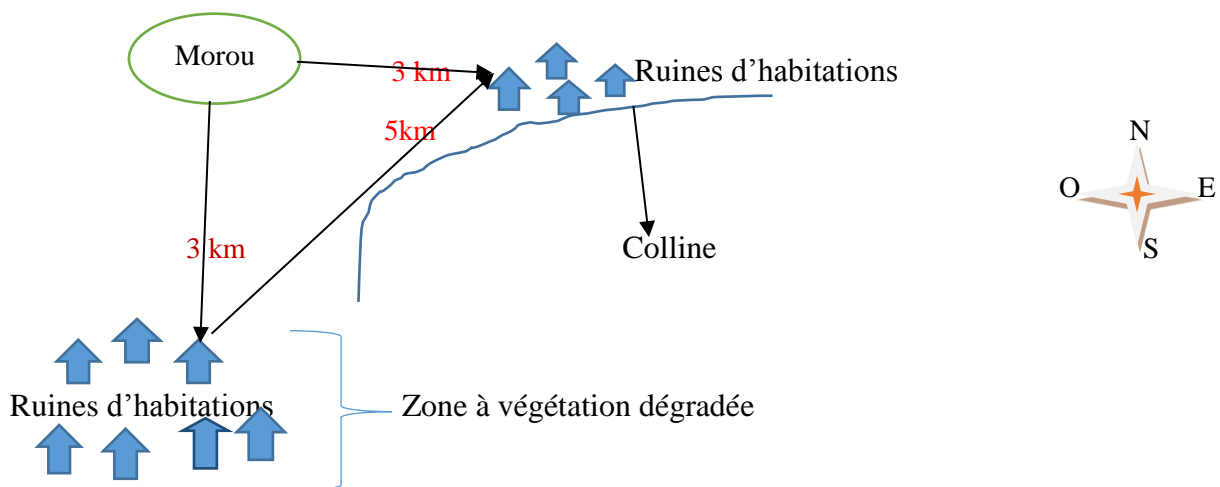 Morou
3 km
Ruines d’habitations
5km
N
O
E
S
3 km
Colline
Ruines d’habitations
Zone à végétation dégradée